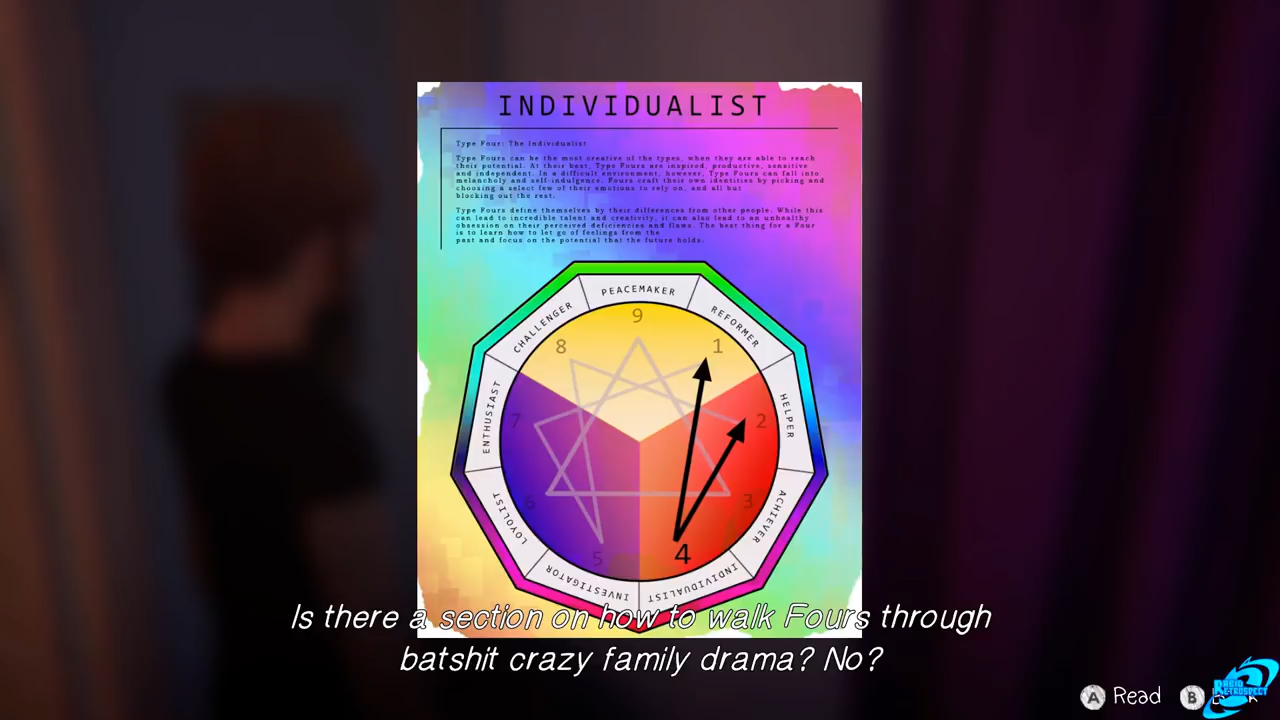 INDIVIDUALIST
Type Four: The Individualist
Type Fours can be the most creative of the types, when they are able to reach
their potential. At their best, Type Fours are inspired, productive, sensitive
and independent. In a difficult environment, however, Type Fours can fall into
melancholy and self-indulgence. Fours craft their own identities by picking and
choosing a select few of their emotions to rely on, and all but
blocking out the rest.
Type Fours define themselves by their differences from other people. While this
can lead to incredible talent and creativity, it can also lead to an unhealthy
obsession on their perceived deficiencies and flaws. The best thing for a Four
is to learn how to let go of feelings from the
past and focus on the potential that the future holds.
PEACEMAKER
CHALLENGER
REFORMER
9
8
1
ENTHUSIAST
HELPER
7
2
6
3
LOYOLIST
ACHIEVER
5
4
INVESTIGATOR
INDIVIDUALIST
Is there a section on how to walk Fours through
batshit crazy family drama? No?
A Read B
RETROSPECT